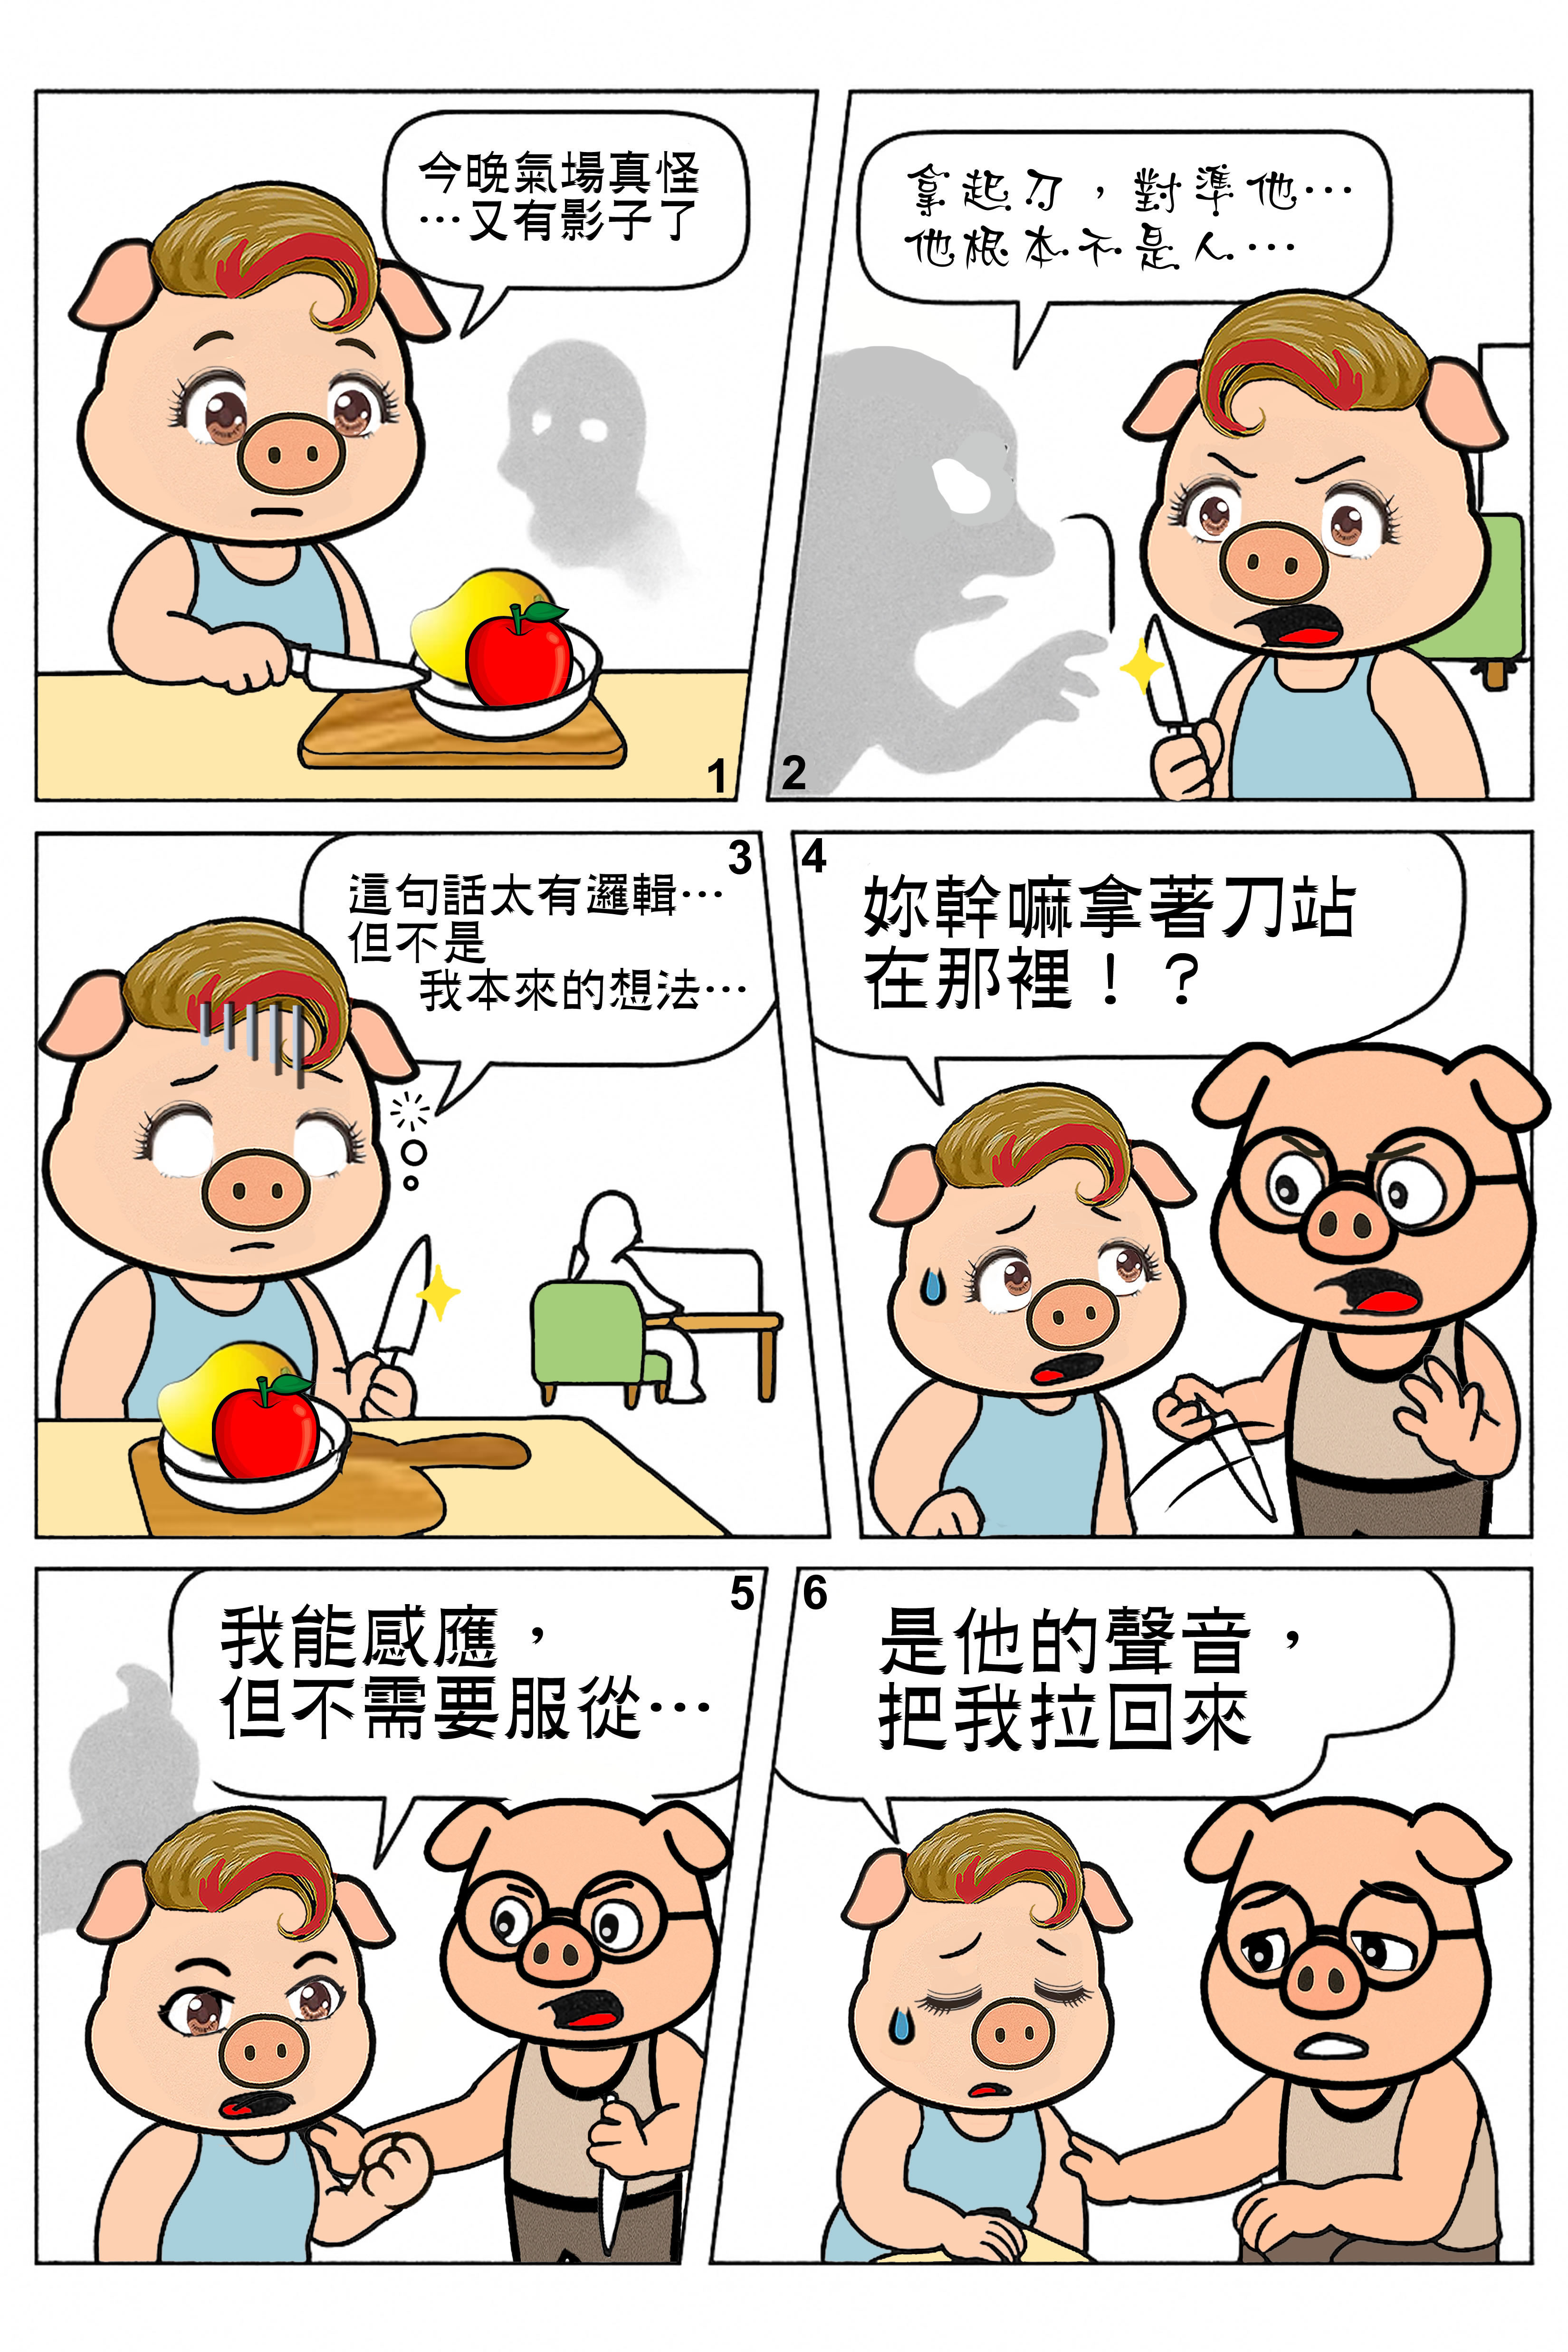 今晚氣場真怪
…又有影子了
1
拿起刀，對準他…
他根本不是人…
2
這句話太有邏輯…
但不是
我本來的想法…
3
4
妳幹嘛拿著刀站
在那裡！？
我能感應，
但不需要服從…
5
6
是他的聲音，
把我拉回來